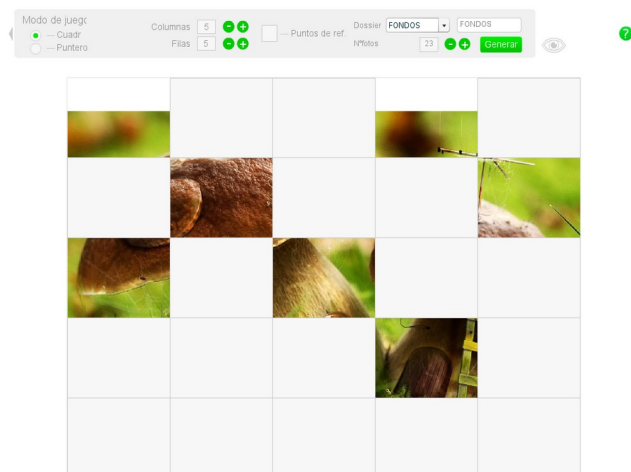 Modo de juego:
— Cuadr
— Puntero
Columnas 5 - +
Filas 5 - +
— Puntos de ref.
Dossier FONDOS FONDOS
Nºfotos 23 - + Generar
?